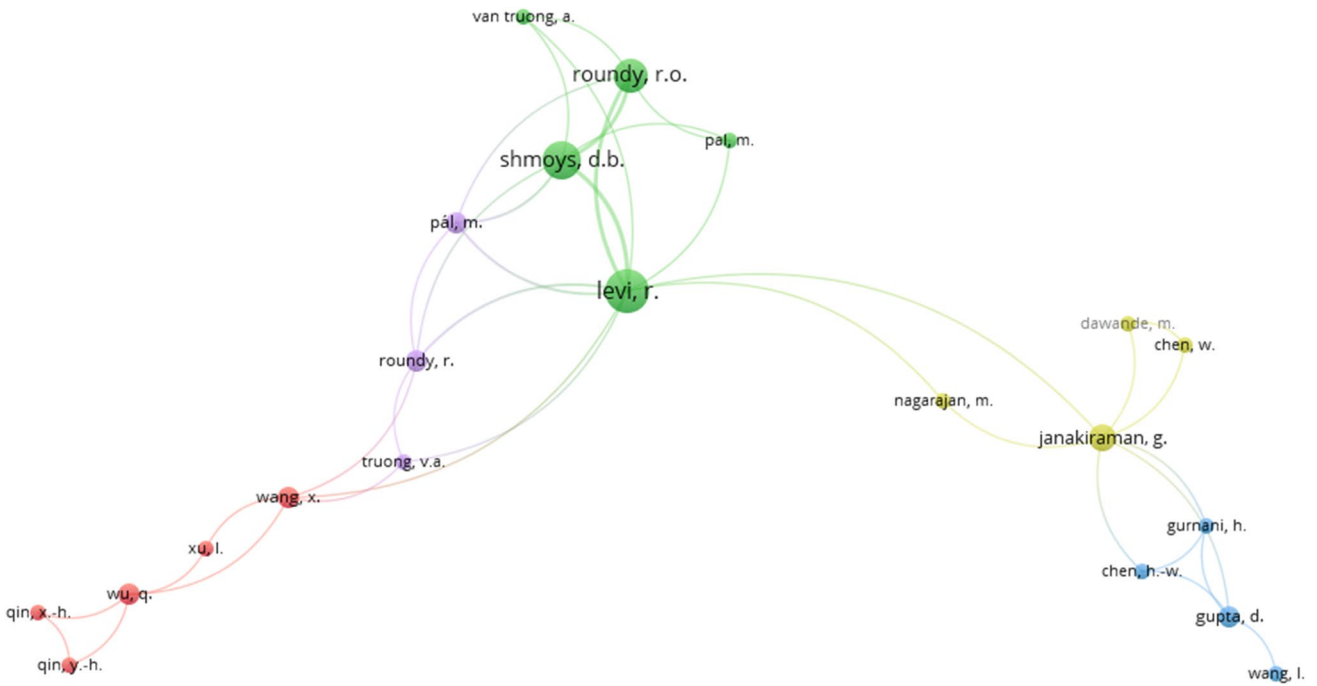 van truong, a.
roundy, r.o.
pal, m.
shmoys, d.b.
pál, m.
levi, r.
dawande, m.
chen, w.
roundy, r.
nagarajan, m.
janakiraman, g.
truong, v.a.
wang, x.
gurnani, h.
xu, l.
chen, h.-w.
wu, q.
qin, x.-h.
gupta, d.
qin, y.-h.
wang, l.